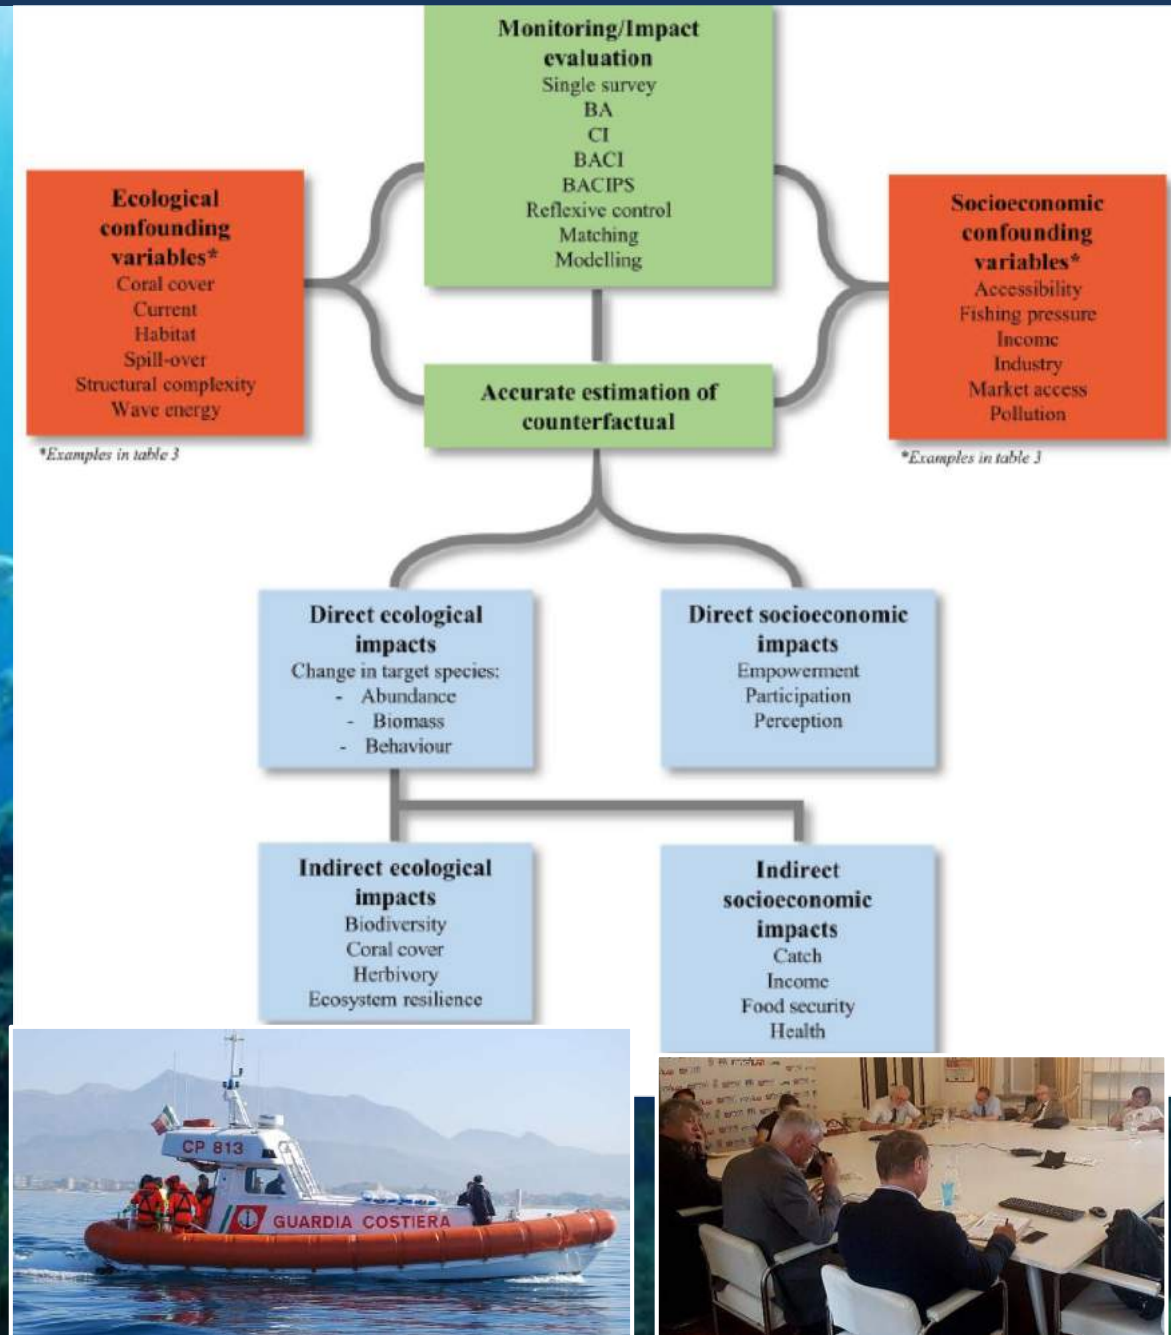 Monitoring/Impact
evaluation
Single survey
BA
CI
BACI
BACIPS
Reflexive control
Matching
Modelling
Ecological
confounding
variables*
Coral cover
Current
Habitat
Spill-over
Structural complexity
Wave energy
*Examples in table 3
Socioeconomic
confounding
variables*
Accessibility
Fishing pressure
Income
Industry
Market access
Pollution
*Examples in table 3
Accurate estimation of
counterfactual
Direct ecological
impacts
Change in target species:
- Abundance
- Biomass
- Behaviour
Direct socioeconomic
impacts
Empowerment
Participation
Perception
Indirect ecological
impacts
Biodiversity
Coral cover
Herbivory
Ecosystem resilience
Indirect
socioeconomic
impacts
Catch
Income
Food security
Health
CP 813
GUARDIA COSTIERA